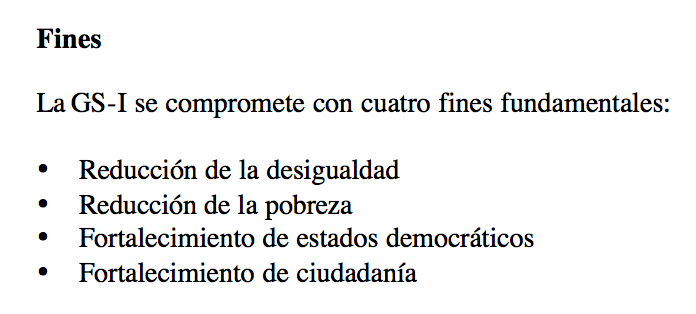 Fines
La GS-I se compromete con cuatro fines fundamentales:
• Reducción de la desigualdad
• Reducción de la pobreza
• Fortalecimiento de estados democráticos
• Fortalecimiento de ciudadanía